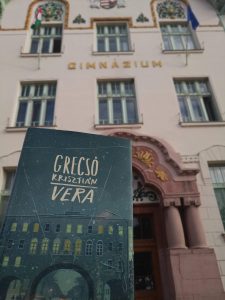 GIMNÁZIUM
GRECSÓ
KRISZTIÁN
VERA